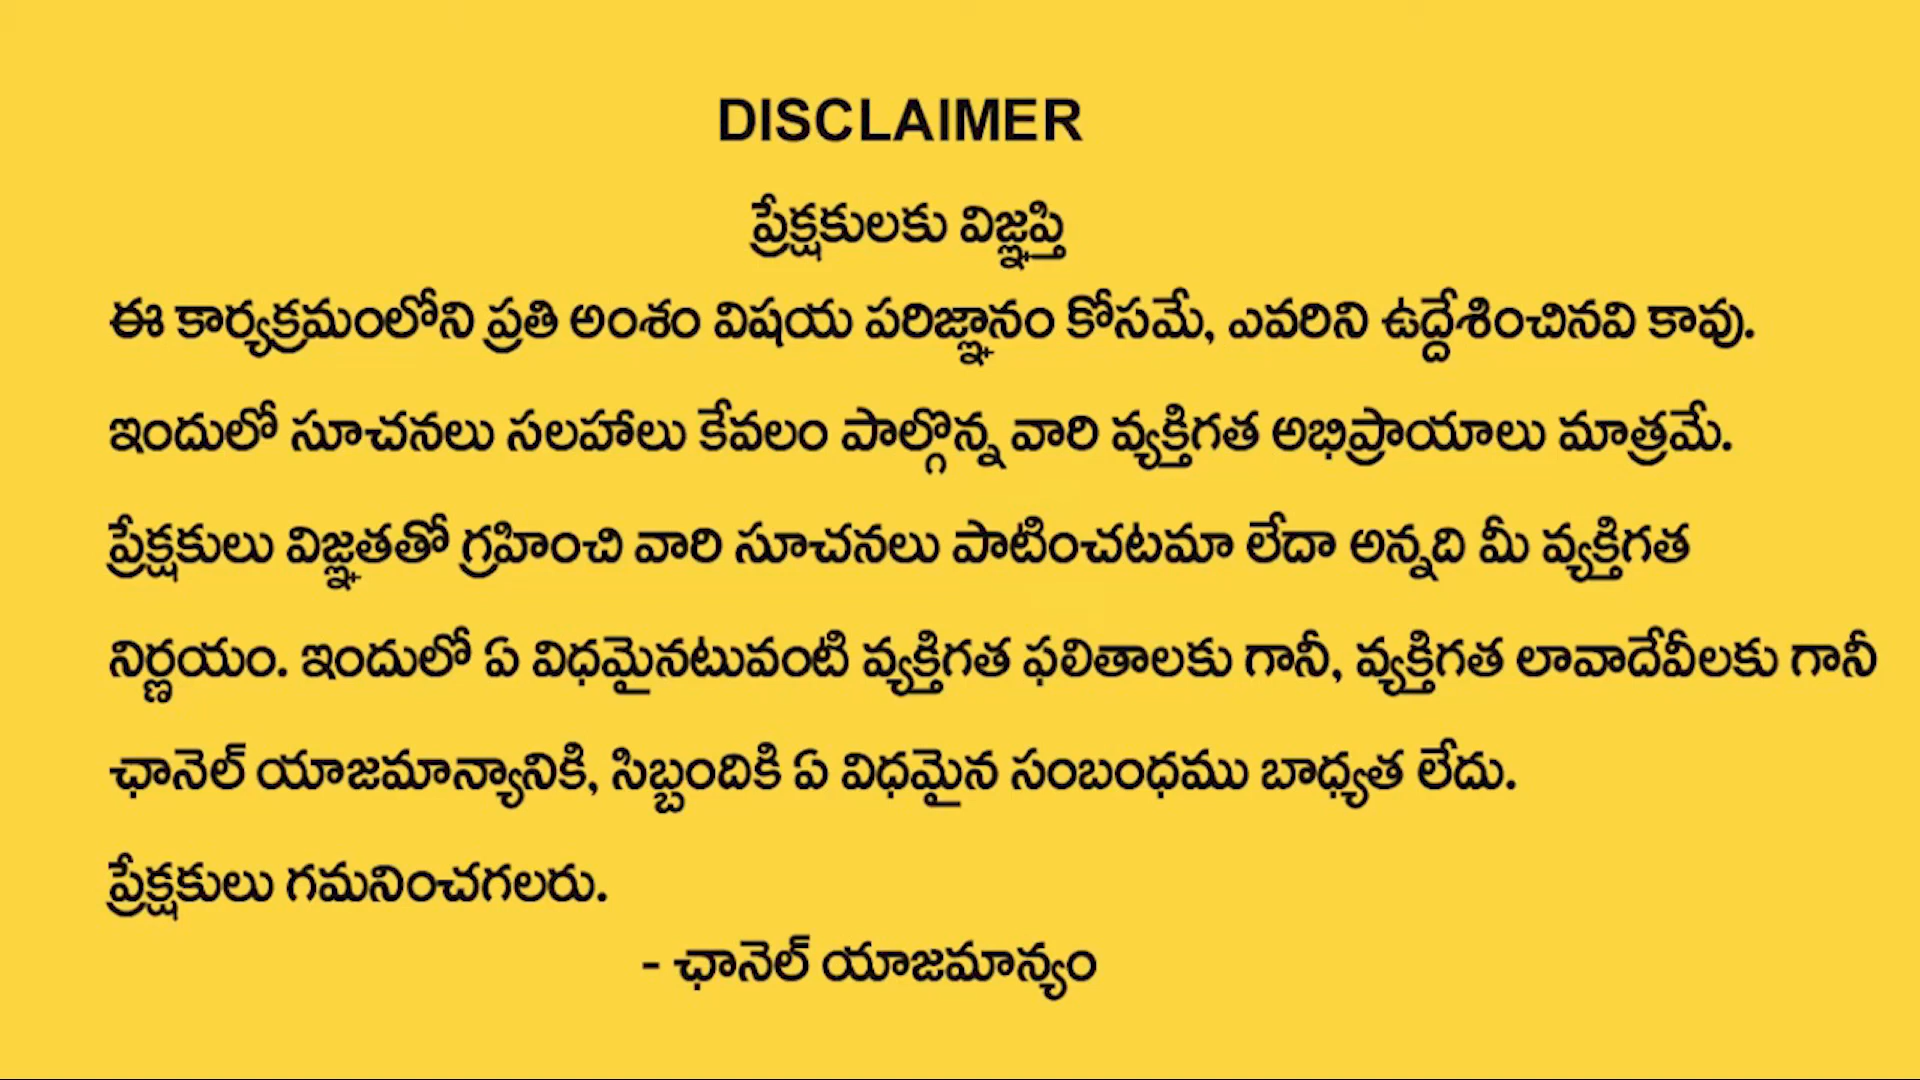 DISCLAIMER
ప్రేక్షకులకు విజ్ఞప్తి
ఈ కార్యక్రమంలోని ప్రతి అంశం విషయ పరిజ్ఞానం కోసమే, ఎవరిని ఉద్దేశించినవి కావు.
ఇందులో సూచనలు సలహాలు కేవలం పాల్గొన్న వారి వ్యక్తిగత అభిప్రాయాలు మాత్రమే.
ప్రేక్షకులు విజ్ఞతతో గ్రహించి వారి సూచనలు పాటించటమా లేదా అన్నది మీ వ్యక్తిగత
నిర్ణయం. ఇందులో ఏ విధమైనటువంటి వ్యక్తిగత ఫలితాలకు గానీ, వ్యక్తిగత లావాదేవీలకు గానీ
ఛానెల్ యాజమాన్యానికి, సిబ్బందికి ఏ విధమైన సంబంధము బాధ్యత లేదు.
ప్రేక్షకులు గమనించగలరు.
- ఛానెల్ యాజమాన్యం